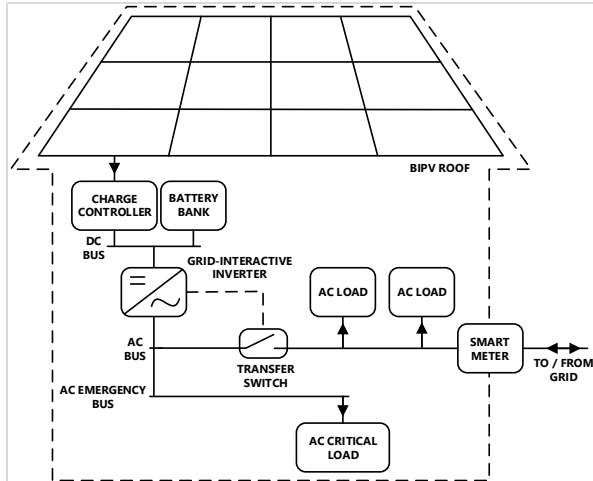 BIPV ROOF
CHARGE
CONTROLLER
BATTERY
BANK
DC
BUS
GRID-INTERACTIVE
INVERTER
AC LOAD
AC LOAD
AC
BUS
TRANSFER
SWITCH
SMART
METER
TO / FROM
GRID
AC EMERGENCY
BUS
AC CRITICAL
LOAD